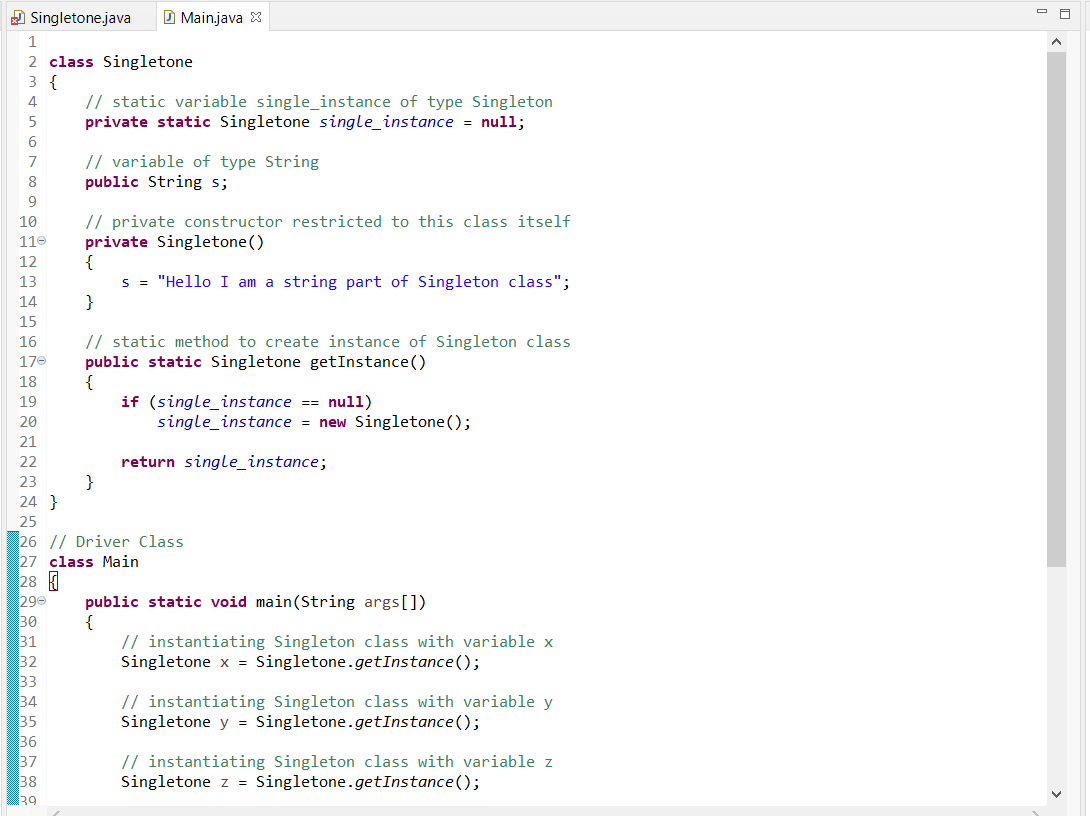 Singletone.java Main.java
1
2 class Singletone
3 {
4 // static variable single_instance of type Singleton
5 private static Singletone single_instance = null;
6
7 // variable of type String
8 public String s;
9
10 // private constructor restricted to this class itself
11 private Singletone()
12 {
13 s = "Hello I am a string part of Singleton class";
14 }
15
16 // static method to create instance of Singleton class
17 public static Singletone getInstance()
18 {
19 if (single_instance == null)
20 single_instance = new Singletone();
21
22 return single_instance;
23 }
24 }
25
26 // Driver Class
27 class Main
28 {
29 public static void main(String args[])
30 {
31 // instantiating Singleton class with variable x
32 Singletone x = Singletone.getInstance();
33
34 // instantiating Singleton class with variable y
35 Singletone y = Singletone.getInstance();
36
37 // instantiating Singleton class with variable z
38 Singletone z = Singletone.getInstance();
39